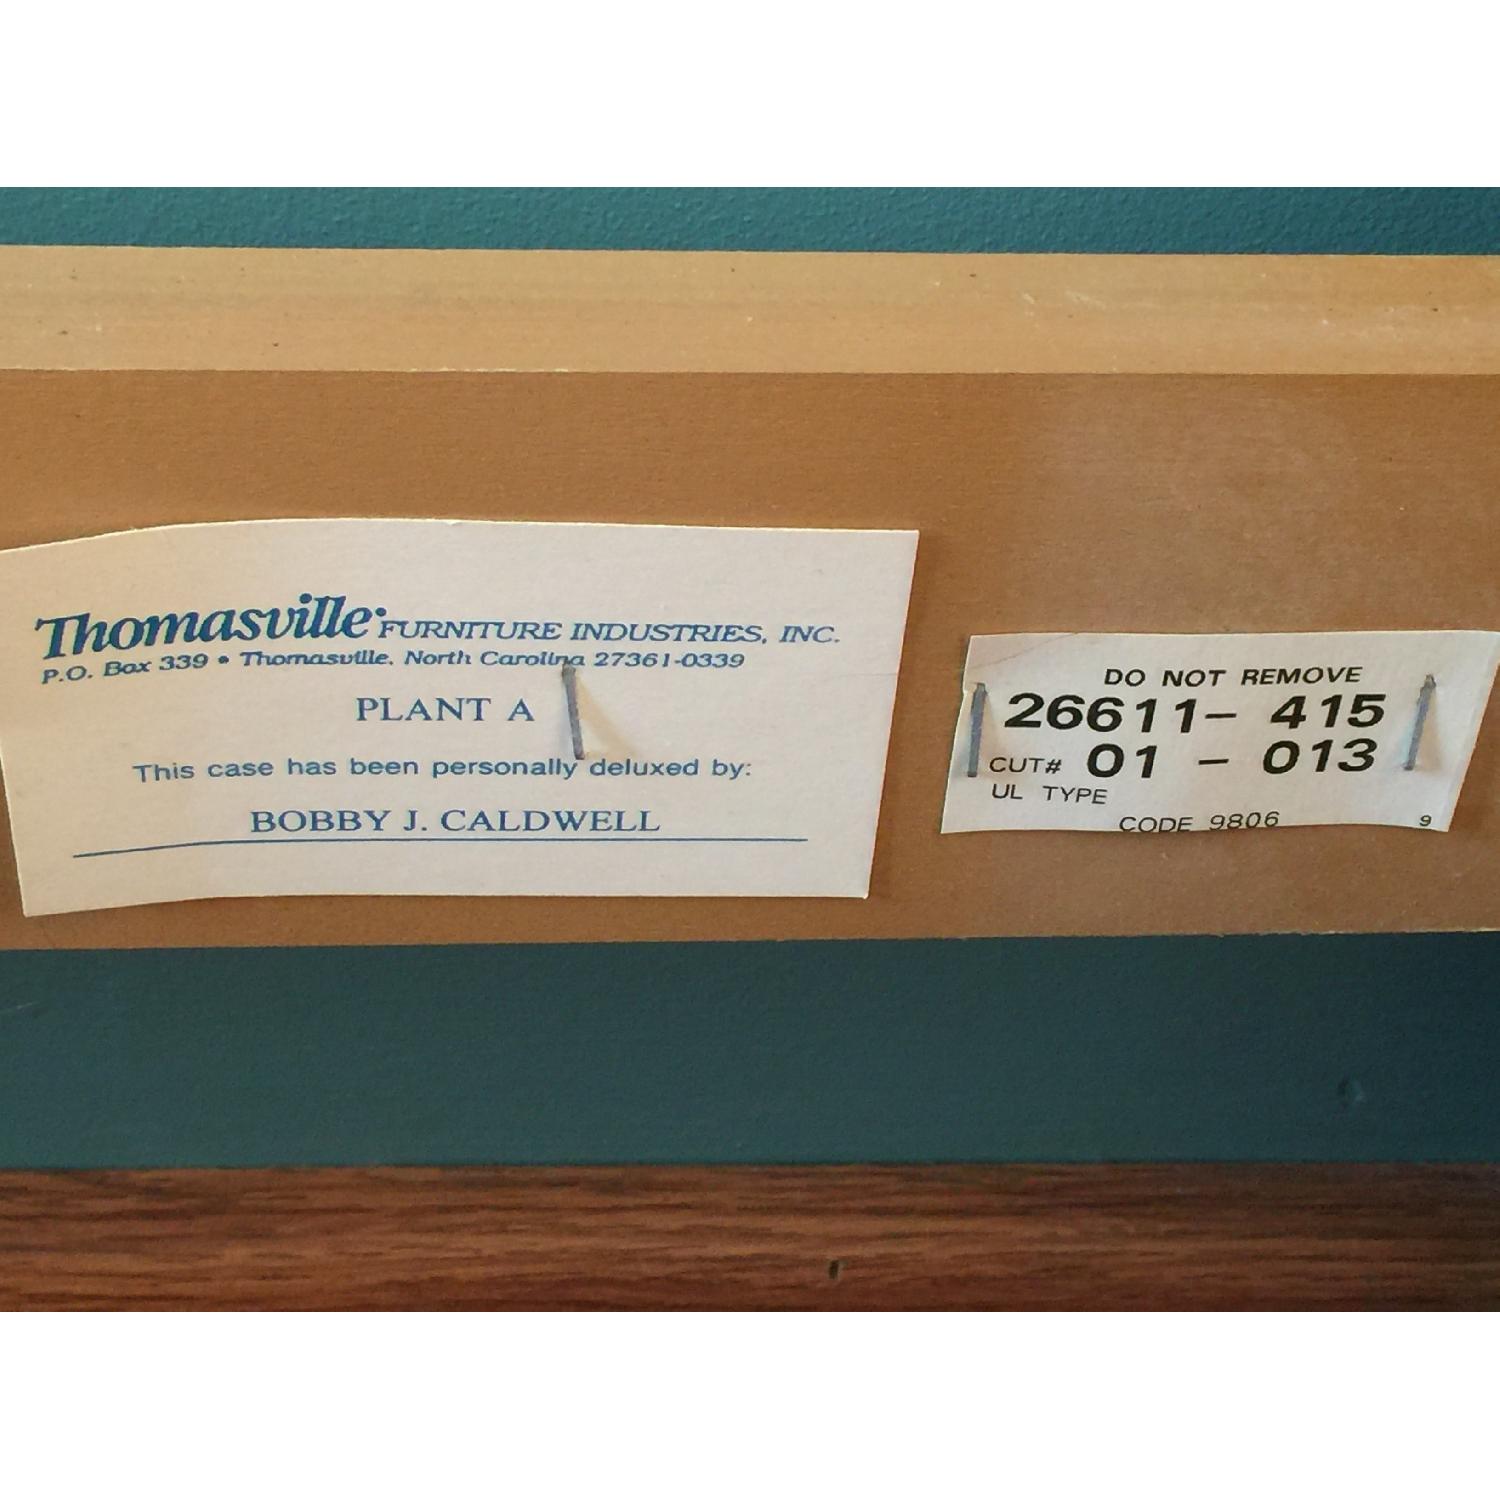 Thomasville FURNITURE INDUSTRIES, INC.
P.O. Box 339 • Thomasville, North Carolina 27361-0339
PLANT A
This case has been personally deluxed by:
BOBBY J. CALDWELL
DO NOT REMOVE
26611- 415
CUT# 01 - 013
UL TYPE
CODE 9806 9